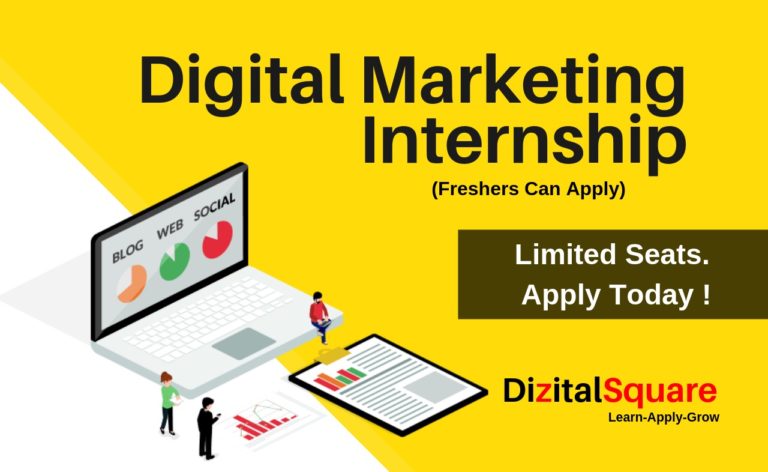 Digital Marketing
Internship
(Freshers Can Apply)
BLOG WEB SOCIAL
Limited Seats.
Apply Today !
DizitalSquare
Learn-Apply-Grow